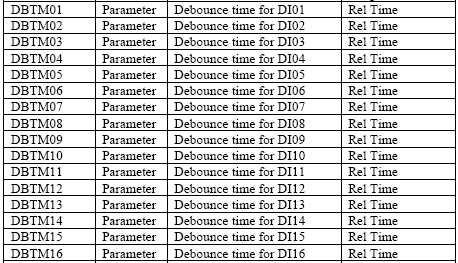 DBTM01 Parameter Debounce time for DI01 Rel Time
DBTM02 Parameter Debounce time for DI02 Rel Time
DBTM03 Parameter Debounce time for DI03 Rel Time
DBTM04 Parameter Debounce time for DI04 Rel Time
DBTM05 Parameter Debounce time for DI05 Rel Time
DBTM06 Parameter Debounce time for DI06 Rel Time
DBTM07 Parameter Debounce time for DI07 Rel Time
DBTM08 Parameter Debounce time for DI08 Rel Time
DBTM09 Parameter Debounce time for DI09 Rel Time
DBTM10 Parameter Debounce time for DI10 Rel Time
DBTM11 Parameter Debounce time for DI11 Rel Time
DBTM12 Parameter Debounce time for DI12 Rel Time
DBTM13 Parameter Debounce time for DI13 Rel Time
DBTM14 Parameter Debounce time for DI14 Rel Time
DBTM15 Parameter Debounce time for DI15 Rel Time
DBTM16 Parameter Debounce time for DI16 Rel Time